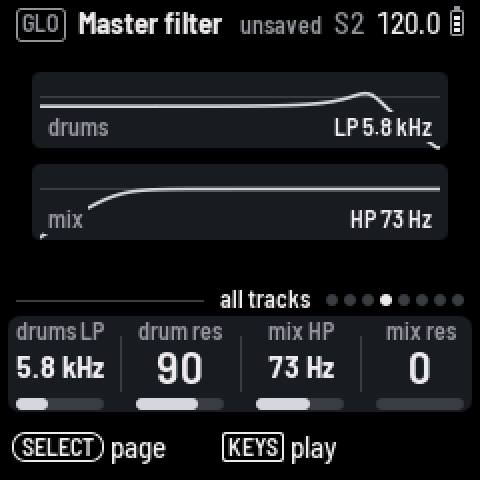 GLO Master filter unsaved S2 120.0
drums LP 5.8 kHz
mix HP 73 Hz
all tracks
drums LP drum res mix HP mix res
5.8 kHz 90 73 Hz 0
SELECT page KEYS play